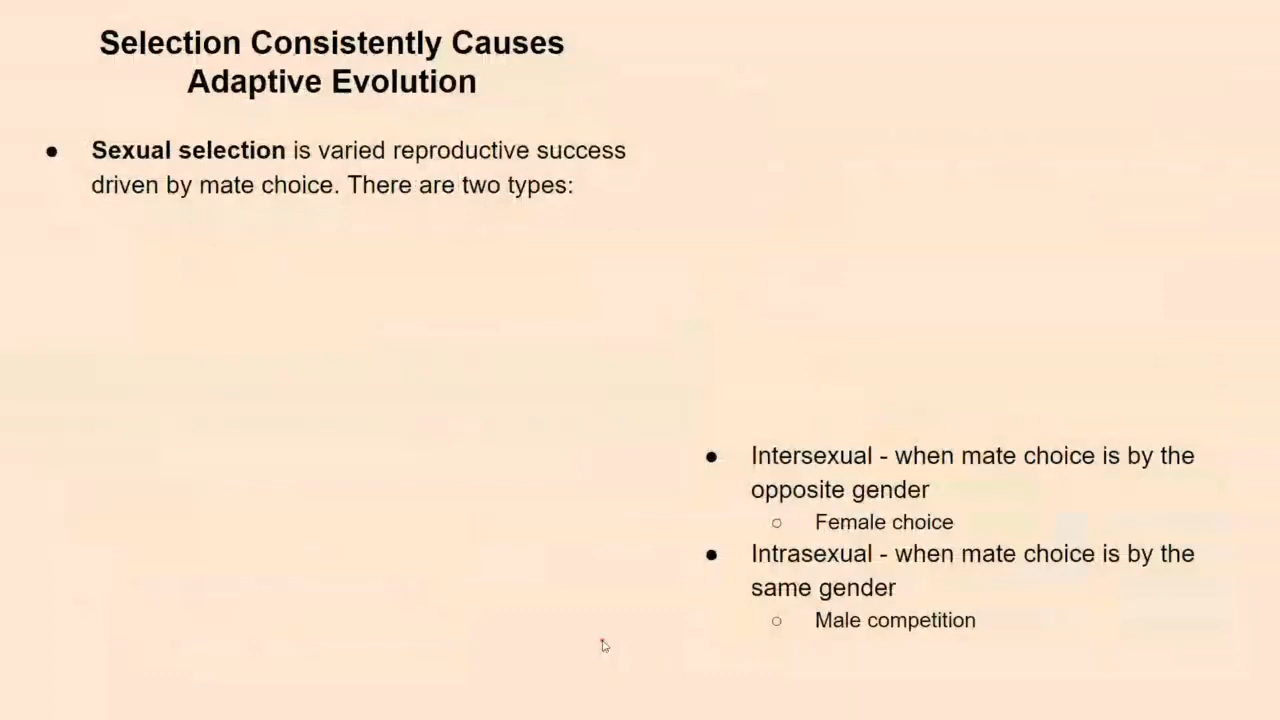 Selection Consistently Causes
Adaptive Evolution
● Sexual selection is varied reproductive success
driven by mate choice. There are two types:
● Intersexual - when mate choice is by the
opposite gender
○ Female choice
● Intrasexual - when mate choice is by the
same gender
○ Male competition